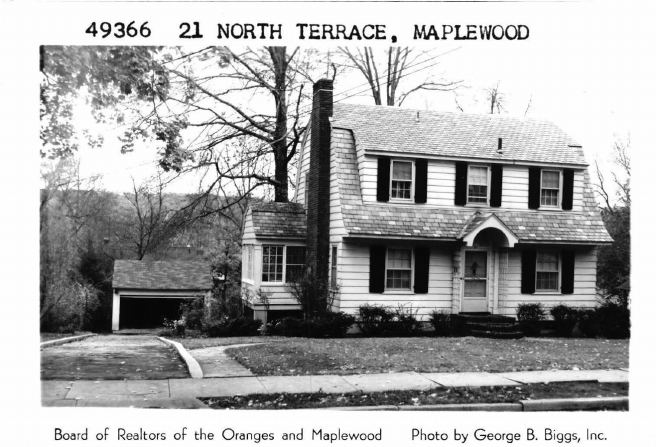 49366 21 NORTH TERRACE, MAPLEWOOD
Board of Realtors of the Oranges and Maplewood Photo by George B. Biggs, Inc.